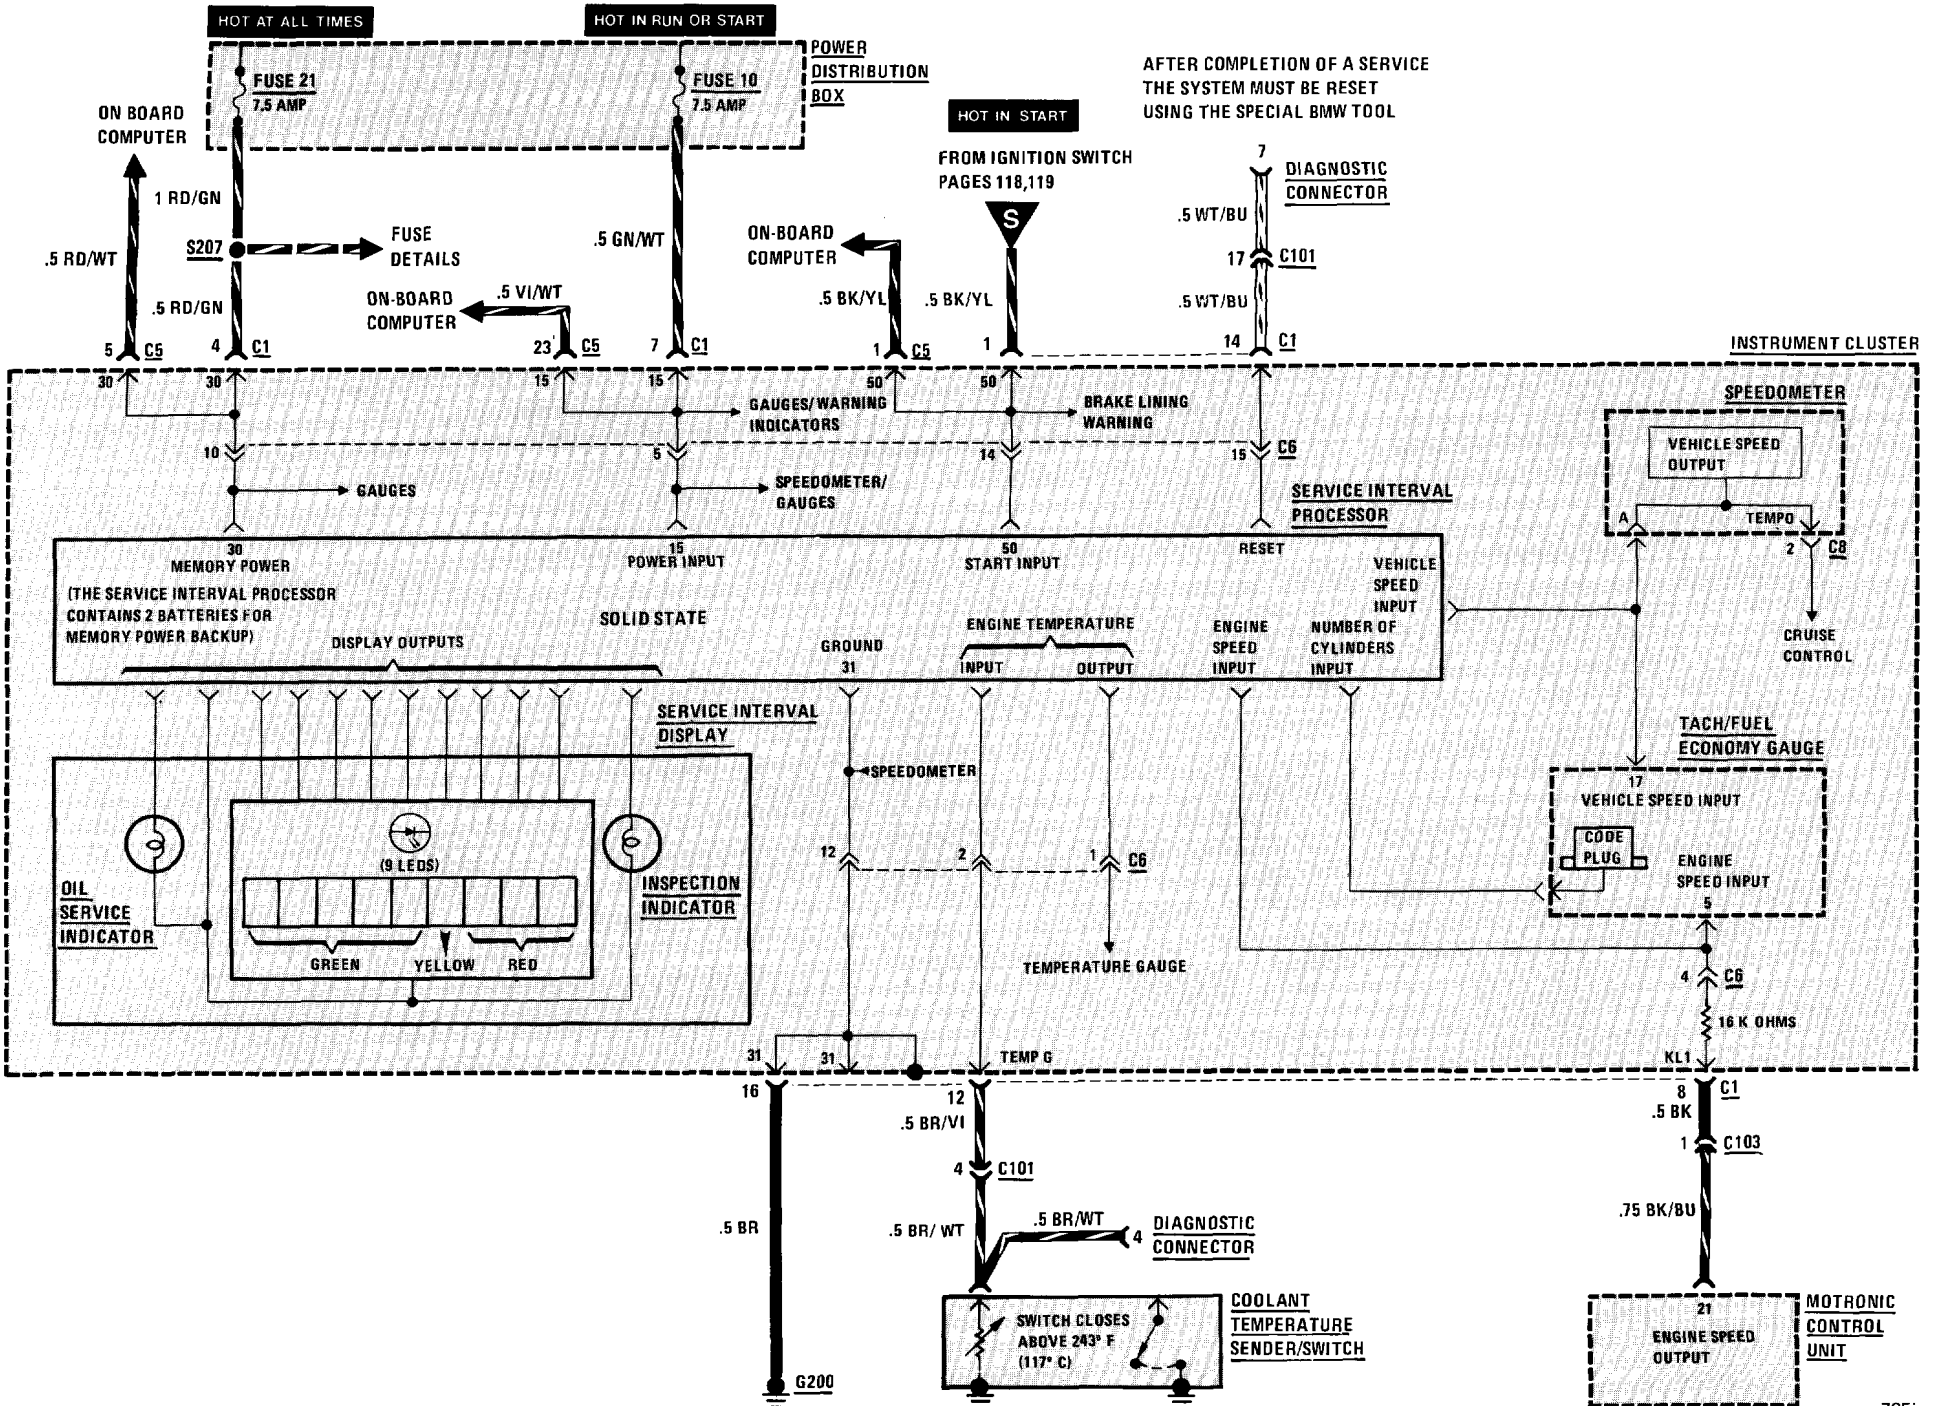 HOT AT ALL TIMES
HOT IN RUN OR START
POWER
DISTRIBUTION
BOX
FUSE 21
7.5 AMP
FUSE 10
7.5 AMP
ON BOARD
COMPUTER
HOT IN START
FROM IGNITION SWITCH
PAGES 118,119
S
AFTER COMPLETION OF A SERVICE
THE SYSTEM MUST BE RESET
USING THE SPECIAL BMW TOOL
7
DIAGNOSTIC
CONNECTOR
1 RD/GN
.5 RD/WT
S207
FUSE
DETAILS
.5 GN/WT
ON-BOARD
COMPUTER
.5 WT/BU
17
C101
.5 RD/GN
ON-BOARD
COMPUTER
.5 VI/WT
.5 BK/YL
.5 BK/YL
.5 WT/BU
5
C5
4
C1
23
C5
7
C1
1
C5
1
14
C1
INSTRUMENT CLUSTER
30
30
15
15
50
50
GAUGES/WARNING
INDICATORS
BRAKE LINING
WARNING
SPEEDOMETER
VEHICLE SPEED
OUTPUT
10
5
14
15
C6
GAUGES
SPEEDOMETER/
GAUGES
SERVICE INTERVAL
PROCESSOR
A
TEMPO
2
C8
CRUISE
CONTROL
30
MEMORY POWER
(THE SERVICE INTERVAL PROCESSOR
CONTAINS 2 BATTERIES FOR
MEMORY POWER BACKUP)
15
POWER INPUT
50
START INPUT
RESET
VEHICLE
SPEED
INPUT
SOLID STATE
DISPLAY OUTPUTS
GROUND
31
ENGINE TEMPERATURE
INPUT
OUTPUT
ENGINE
SPEED
INPUT
NUMBER OF
CYLINDERS
INPUT
SERVICE INTERVAL
DISPLAY
TACH/FUEL
ECONOMY GAUGE
SPEEDOMETER
17
VEHICLE SPEED INPUT
CODE
PLUG
ENGINE
SPEED INPUT
5
(9 LEDS)
12
2
1
C6
OIL
SERVICE
INDICATOR
INSPECTION
INDICATOR
GREEN
YELLOW
RED
TEMPERATURE GAUGE
4
C6
16 K OHMS
31
31
TEMP G
KL1
16
12
8
C1
.5 BR/VI
.5 BK
1
C103
4
C101
.5 BR
.5 BR/WT
.5 BR/WT
4
DIAGNOSTIC
CONNECTOR
.75 BK/BU
SWITCH CLOSES
ABOVE 243° F
(117° C)
COOLANT
TEMPERATURE
SENDER/SWITCH
21
ENGINE SPEED
OUTPUT
MOTRONIC
CONTROL
UNIT
G200